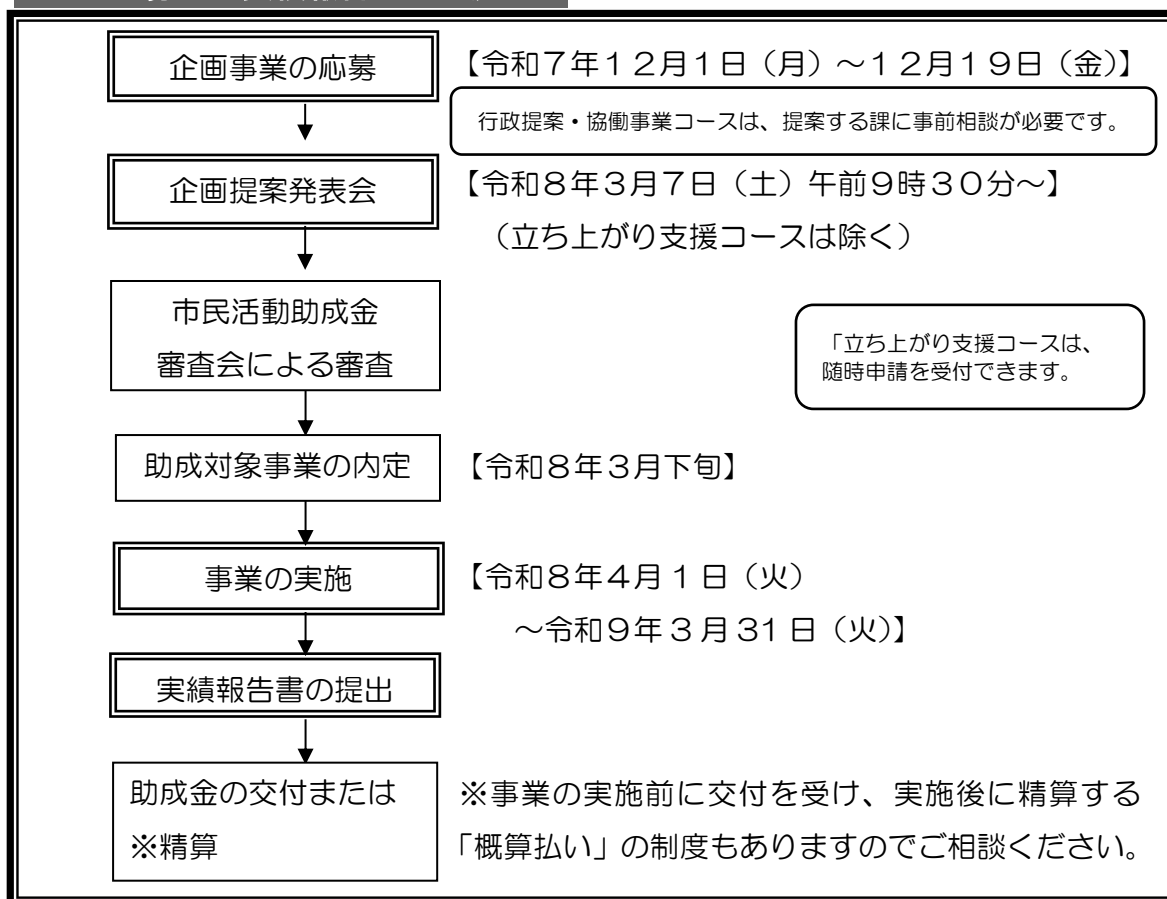 企画事業の応募
【令和7年12月1日（月）～12月19日（金）】
行政提案・協働事業コースは、提案する課に事前相談が必要です。
企画提案発表会
【令和8年3月7日（土）午前9時30分～】
（立ち上がり支援コースは除く）
市民活動助成金
審査会による審査
「立ち上がり支援コースは、
随時申請を受付できます。
助成対象事業の内定
【令和8年3月下旬】
事業の実施
【令和8年4月1日（火）
～令和9年3月31日（火）】
実績報告書の提出
助成金の交付または
※精算
※事業の実施前に交付を受け、実施後に精算する
「概算払い」の制度もありますのでご相談ください。